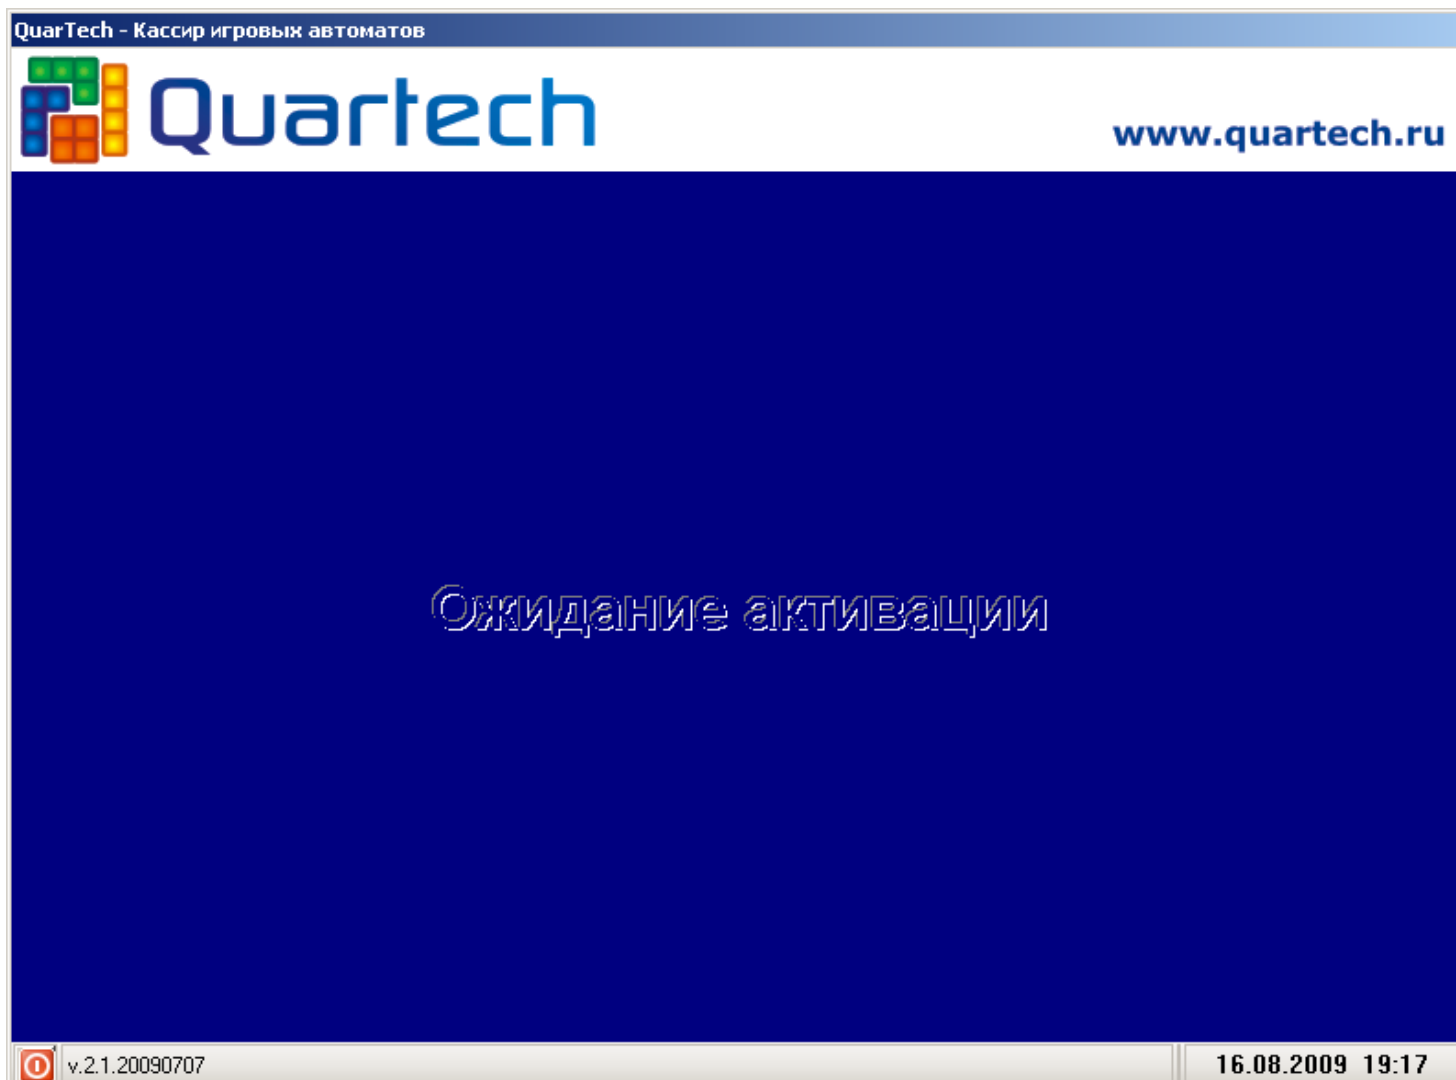 QuarTech - Кассир игровых автоматов
Quartech
www.quartech.ru
Ожидание активации
v.2.1.20090707
16.08.2009 19:17